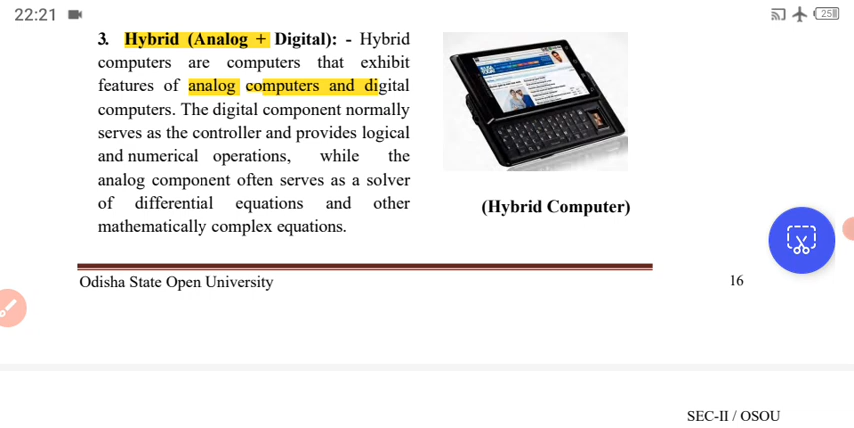 22:21
25
3. Hybrid (Analog + Digital): - Hybrid
computers are computers that exhibit
features of analog computers and digital
computers. The digital component normally
serves as the controller and provides logical
and numerical operations, while the
analog component often serves as a solver
of differential equations and other
mathematically complex equations.
(Hybrid Computer)
Odisha State Open University
16
SEC-II / OSOU